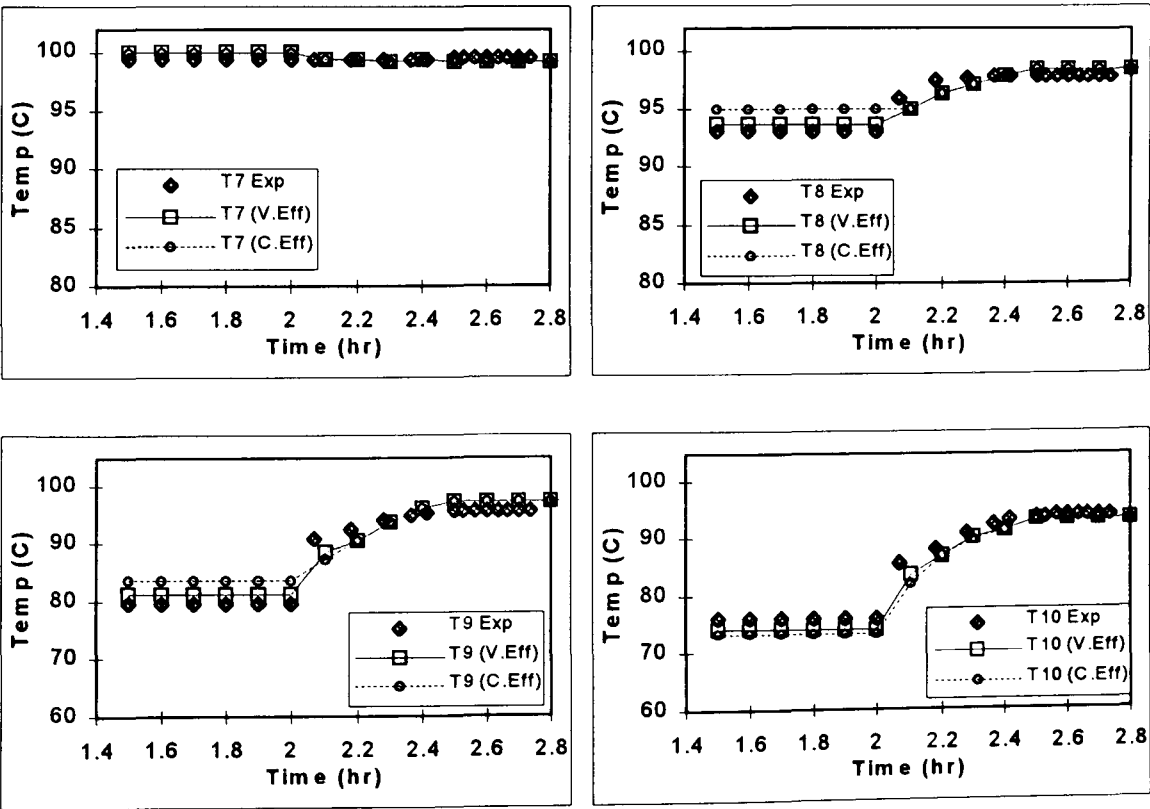 100
95
90
85
80
Temp (C)
T7 Exp
T7 (V.Eff)
T7 (C.Eff)
1.4 1.6 1.8 2 2.2 2.4 2.6 2.8
Time (hr)
100
95
90
85
80
Temp (C)
T8 Exp
T8 (V.Eff)
T8 (C.Eff)
1.4 1.6 1.8 2 2.2 2.4 2.6 2.8
Time (hr)
100
90
80
70
60
Temp (C)
T9 Exp
T9 (V.Eff)
T9 (C.Eff)
1.4 1.6 1.8 2 2.2 2.4 2.6 2.8
Time (hr)
100
90
80
70
60
Temp (C)
T10 Exp
T10 (V.Eff)
T10 (C.Eff)
1.4 1.6 1.8 2 2.2 2.4 2.6 2.8
Time (hr)